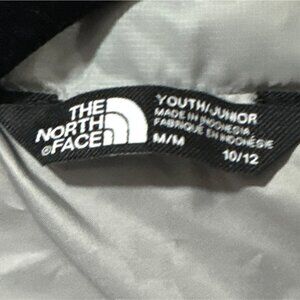 THE
NORTH
FACE
YOUTH/JUNIOR
MADE IN INDONESIA
FABRIQUÉ EN INDONÉSIE
M/M
10/12